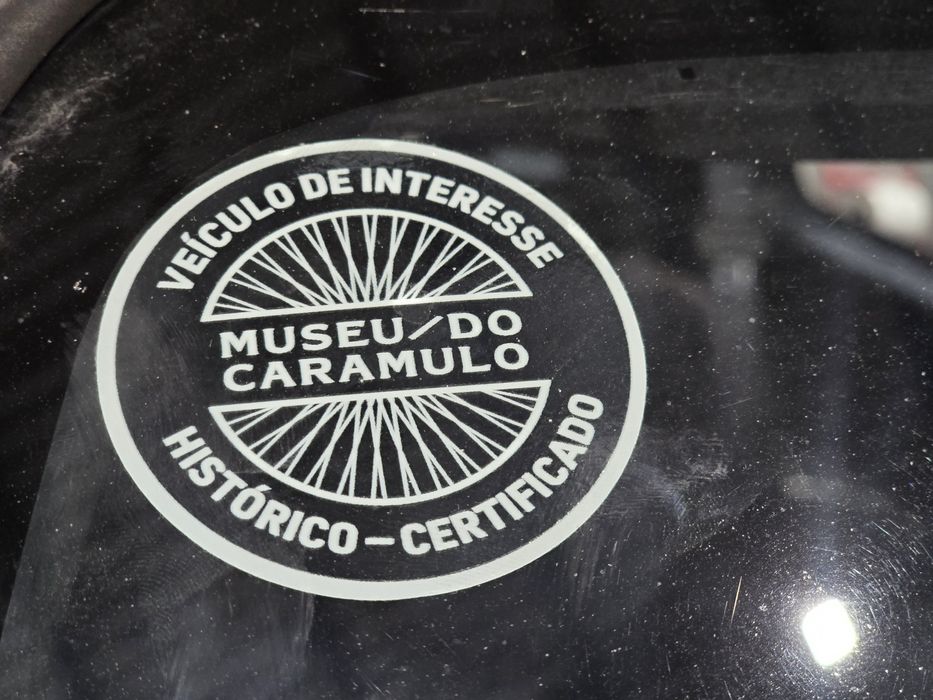 VEÍCULO DE INTERESSE
MUSEU/DO
CARAMULO
HISTÓRICO – CERTIFICADO